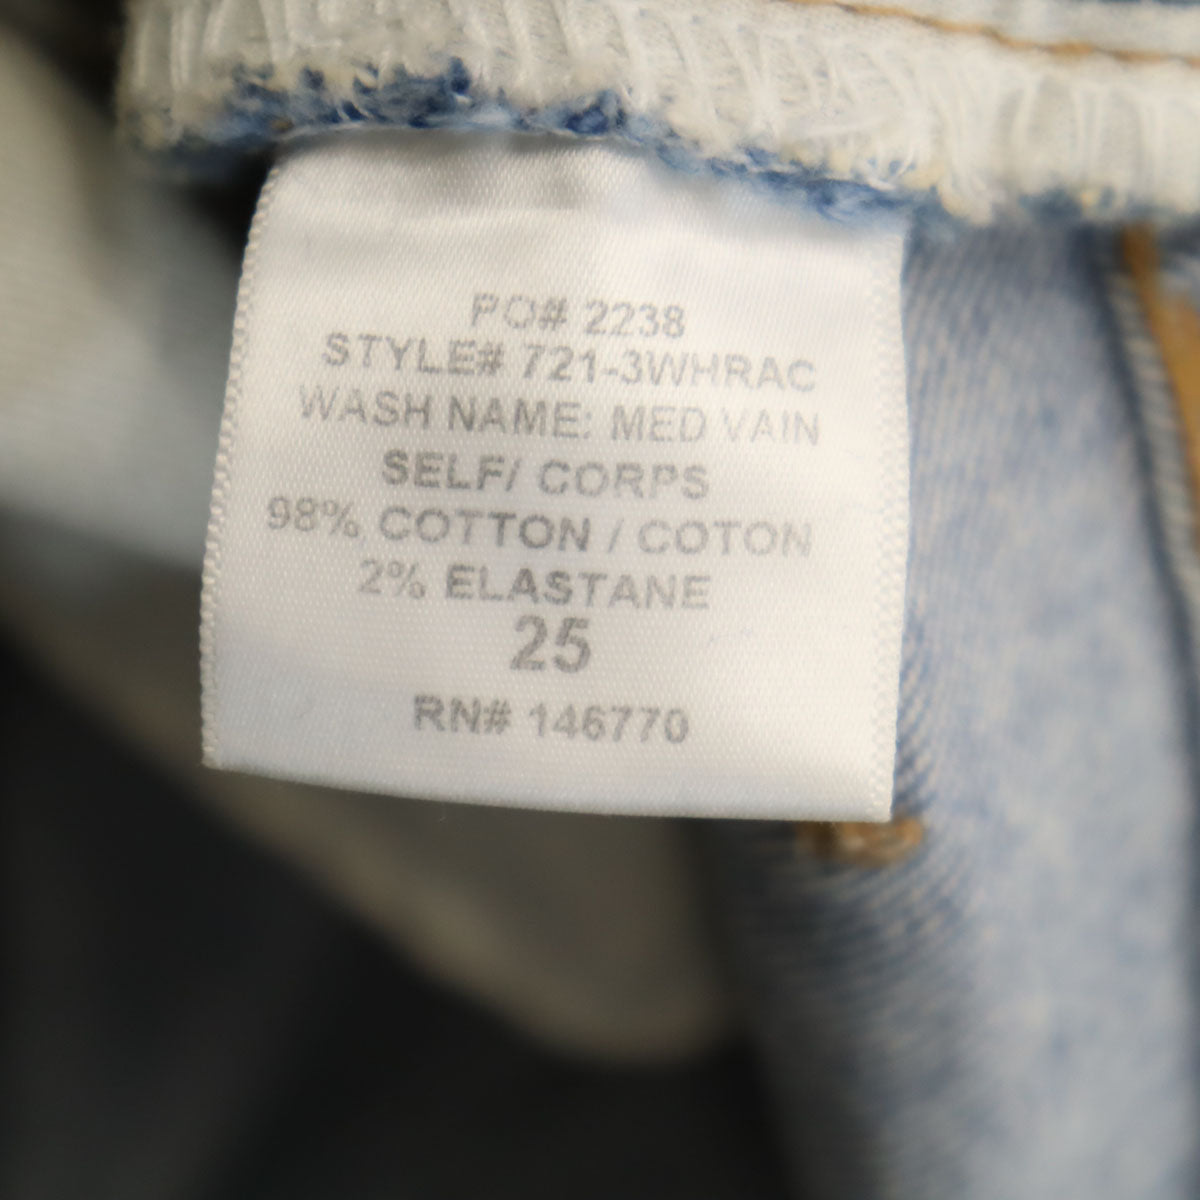 PO# 2238
STYLE# 721-3WHRAC
WASH NAME: MED VAIN
SELF/ CORPS
98% COTTON / COTON
2% ELASTANE
25
RN# 146770